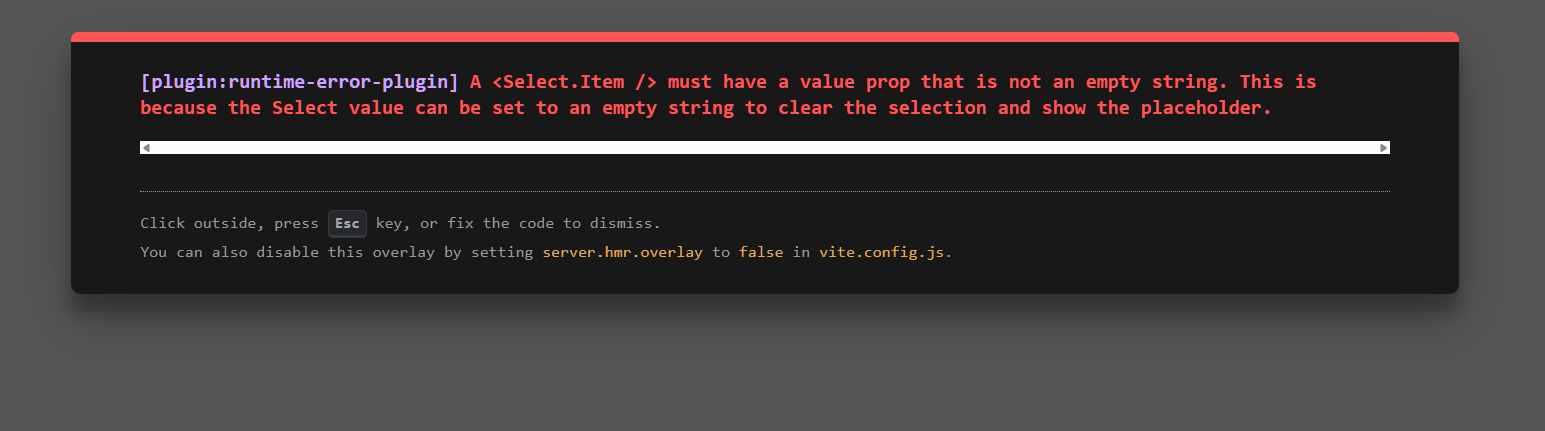 [plugin:runtime-error-plugin] A <Select.Item /> must have a value prop that is not an empty string. This is
because the Select value can be set to an empty string to clear the selection and show the placeholder.
Click outside, press Esc key, or fix the code to dismiss.
You can also disable this overlay by setting server.hmr.overlay to false in vite.config.js.